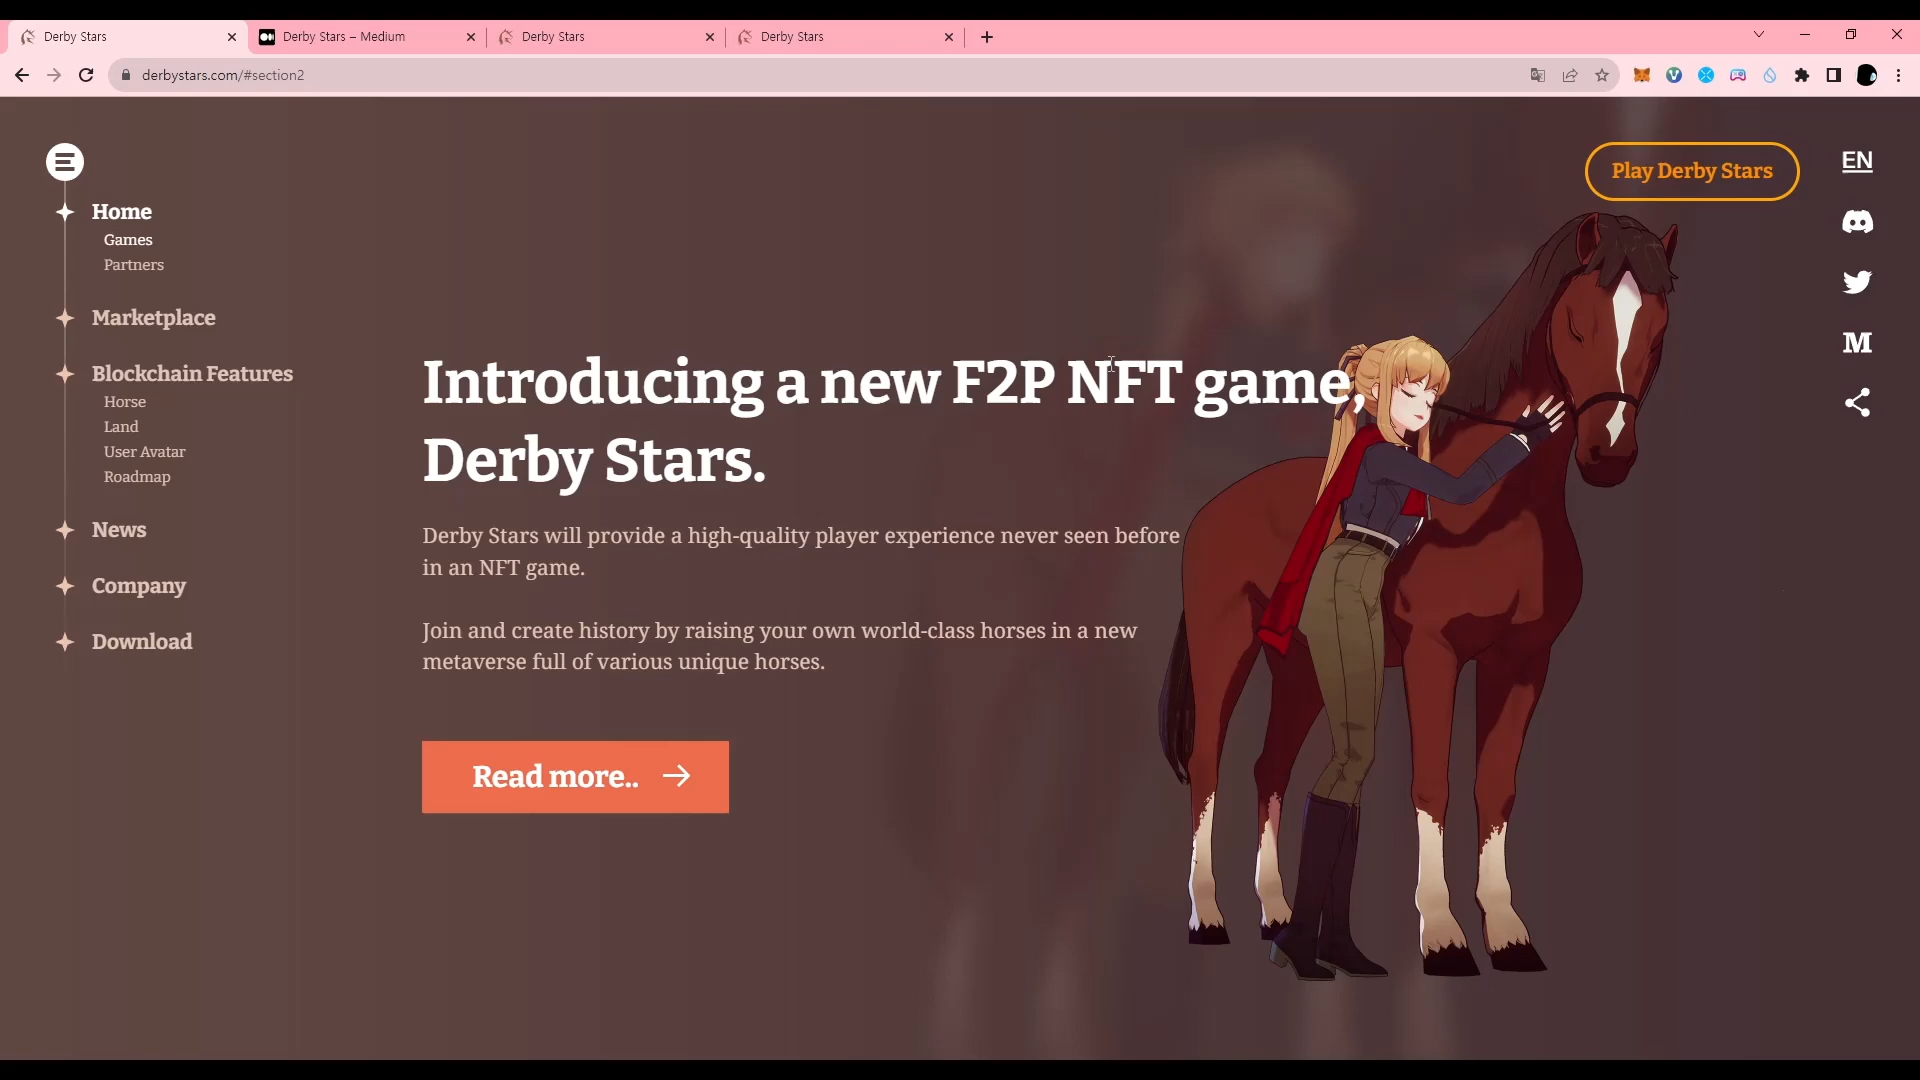 Derby Stars
Derby Stars – Medium
Derby Stars
Derby Stars
derbystars.com/#section2
Play Derby Stars
EN
Home
Games
Partners
Marketplace
Blockchain Features
Horse
Land
User Avatar
Roadmap
News
Company
Download
Introducing a new F2P NFT game,
Derby Stars.
Derby Stars will provide a high-quality player experience never seen before
in an NFT game.
Join and create history by raising your own world-class horses in a new
metaverse full of various unique horses.
Read more..
M